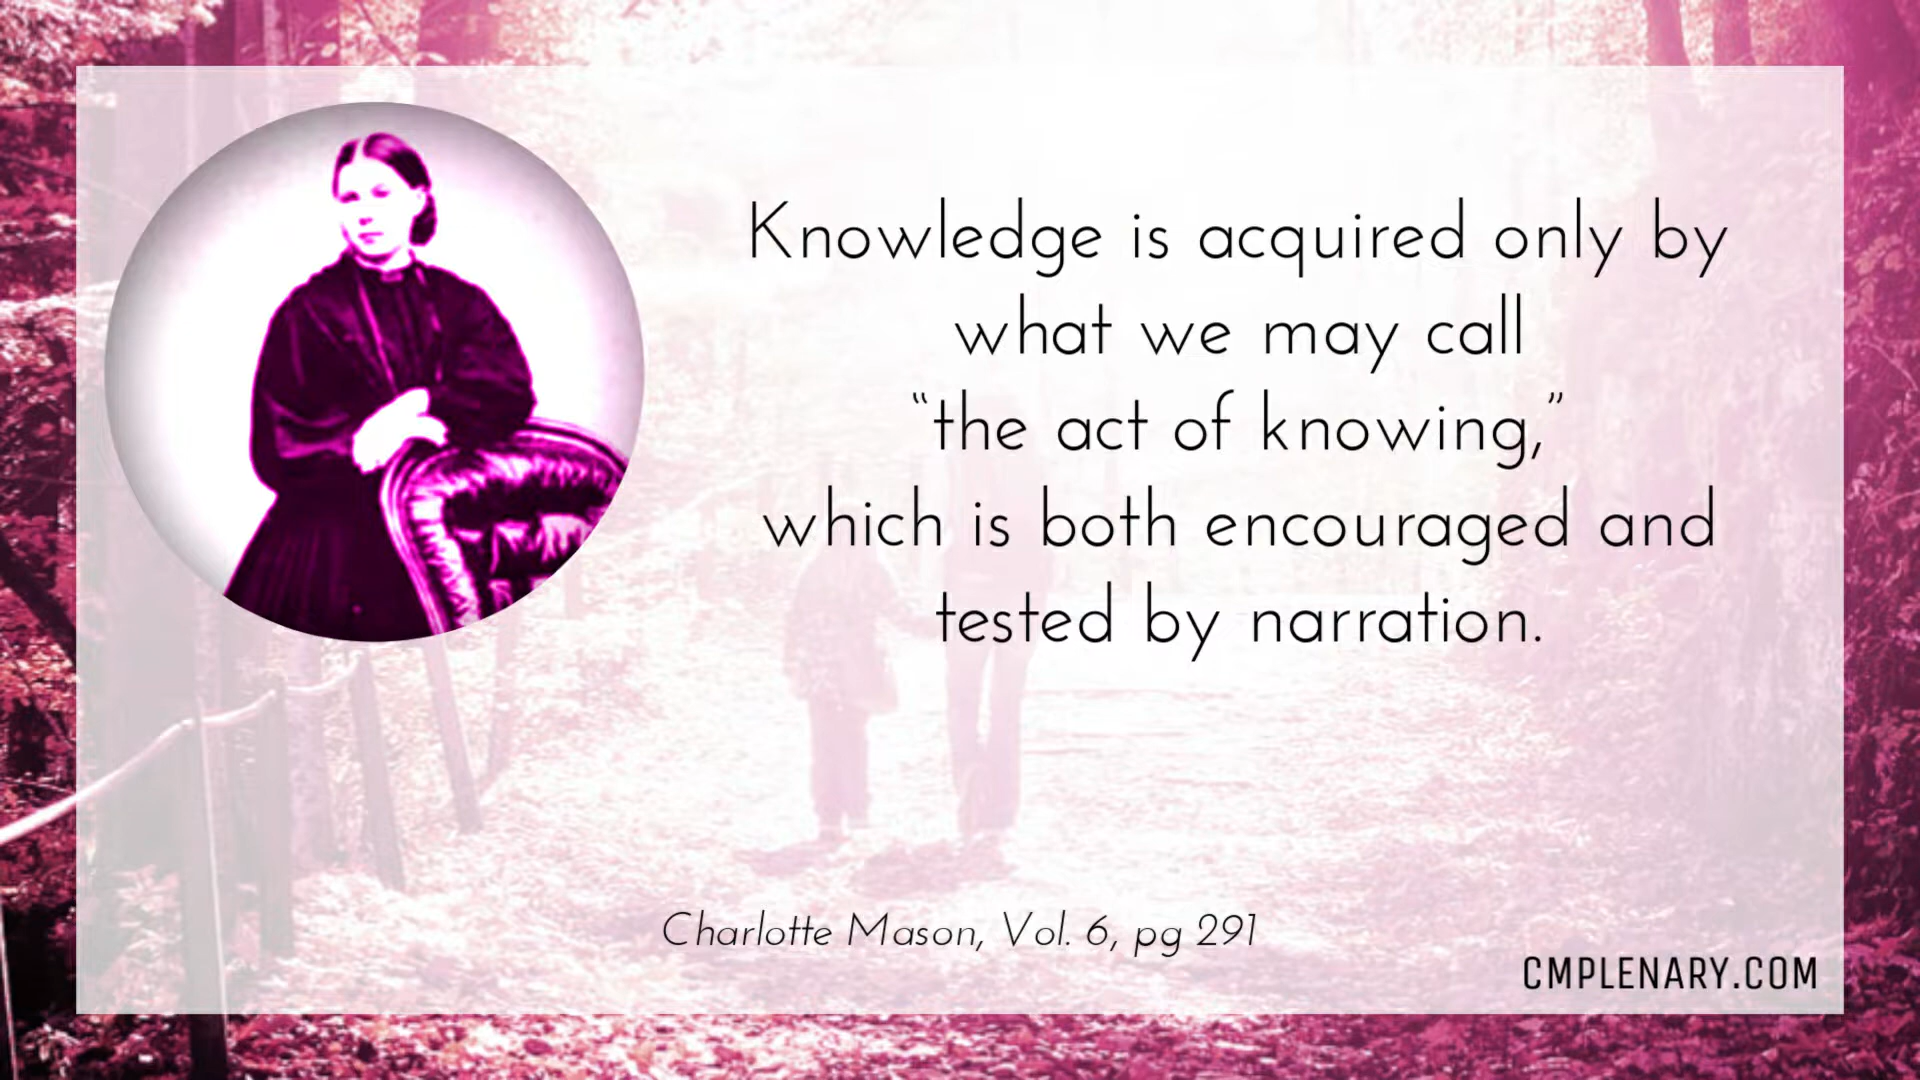 Knowledge is acquired only by
what we may call
“the act of knowing,”
which is both encouraged and
tested by narration.
Charlotte Mason, Vol. 6, pg 291
CMPLENARY.COM